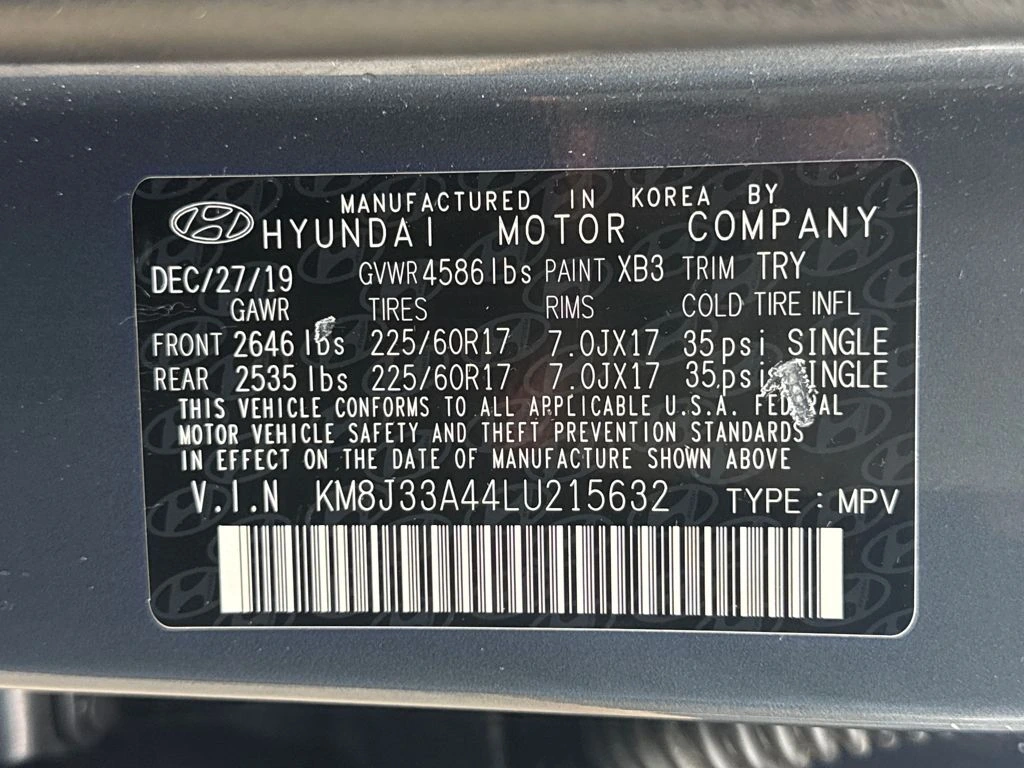 MANUFACTURED IN KOREA BY
HYUNDAI MOTOR COMPANY
DEC/27/19 GVWR 4586 lbs PAINT XB3 TRIM TRY
GAWR TIRES RIMS COLD TIRE INFL
FRONT 2646 lbs 225/60R17 7.0JX17 35 psi SINGLE
REAR 2535 lbs 225/60R17 7.0JX17 35 psi SINGLE
THIS VEHICLE CONFORMS TO ALL APPLICABLE U.S.A. FEDERAL
MOTOR VEHICLE SAFETY AND THEFT PREVENTION STANDARDS
IN EFFECT ON THE DATE OF MANUFACTURE SHOWN ABOVE
V.I.N KM8J33A44LU215632 TYPE: MPV